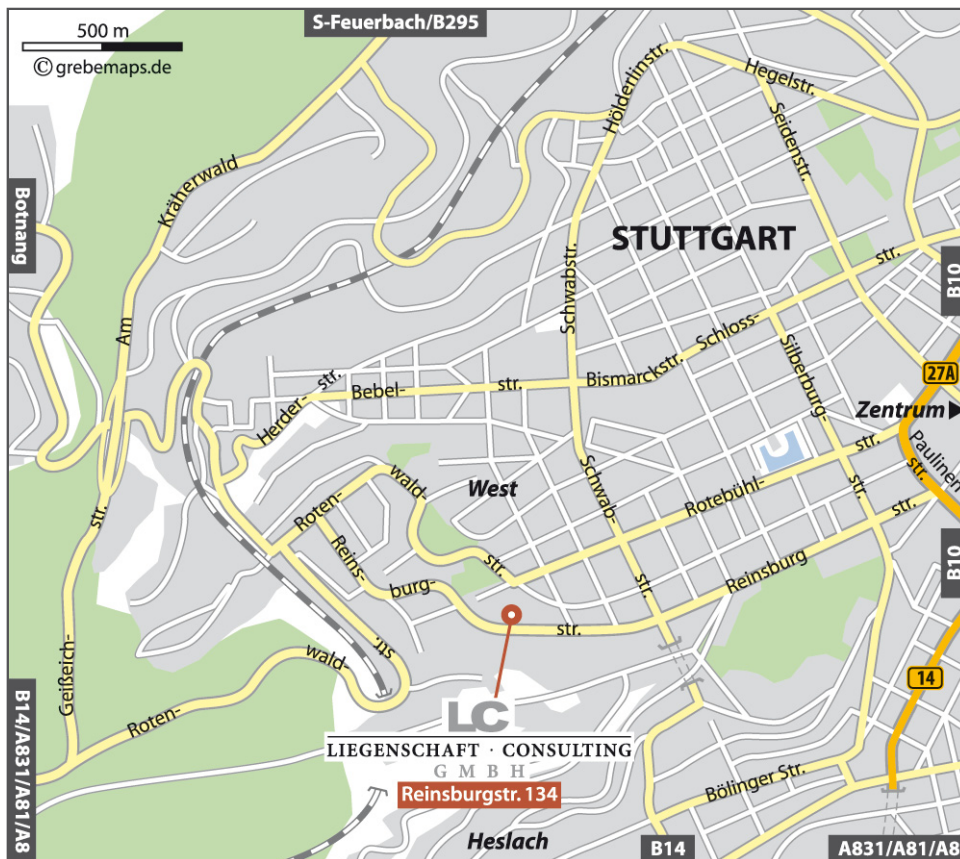 S-Feuerbach/B295
500 m
© grebemaps.de
Hölderlinstr.
Hegelstr.
Seidenstr.
Kräherwald
Am
Botnang
STUTTGART
str.
B10
Schwabstr.
Schloss-
Bismarckstr.
Silberburg-
27A
Zentrum
Herder-
str.
Bebel-
str.
Paulinen
str.
str.
wald-
West
Schwab-
Rotebühl-
str.
str.
Roten-
str.
Reins-
burg-
str.
str.
Reinsburg
str.
B10
str.
str.
wald-
Geißeich-
Roten-
14
B14/A831/A81/A8
LC
LIEGENSCHAFT · CONSULTING
GMBH
Reinsburgstr. 134
Bölinger Str.
Heslach
B14
A831/A81/A8